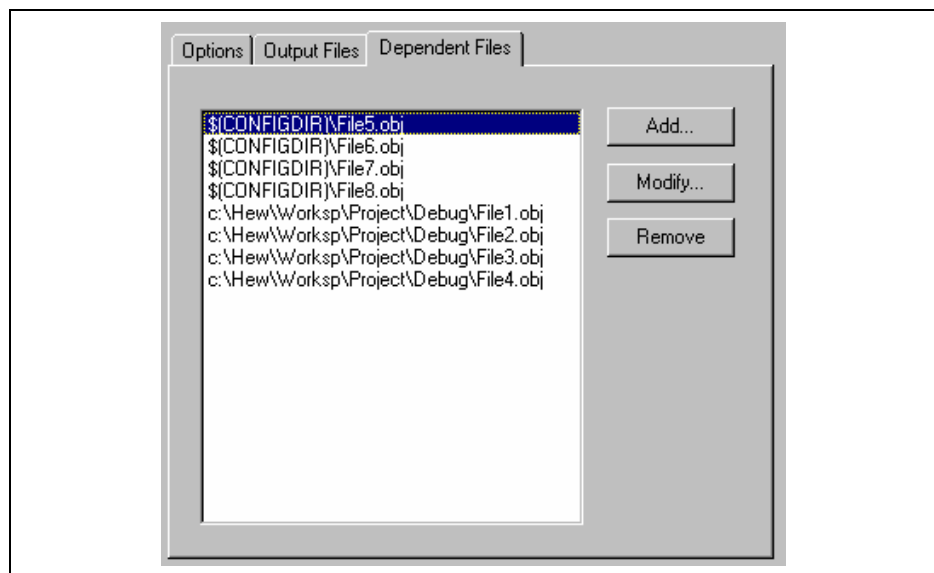 Options Output Files Dependent Files
$(CONFIGDIR)\File5.obj
$(CONFIGDIR)\File6.obj
$(CONFIGDIR)\File7.obj
$(CONFIGDIR)\File8.obj
c:\Hew\Worksp\Project\Debug\File1.obj
c:\Hew\Worksp\Project\Debug\File2.obj
c:\Hew\Worksp\Project\Debug\File3.obj
c:\Hew\Worksp\Project\Debug\File4.obj
Add...
Modify...
Remove